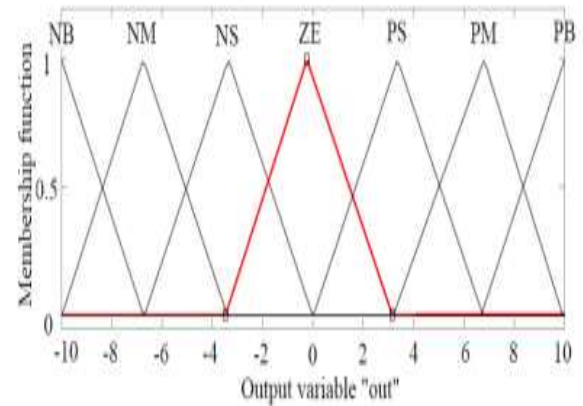 NB NM NS ZE PS PM PB
Membership function
1
0.5
0
-10 -8 -6 -4 -2 0 2 4 6 8 10
Output variable "out"